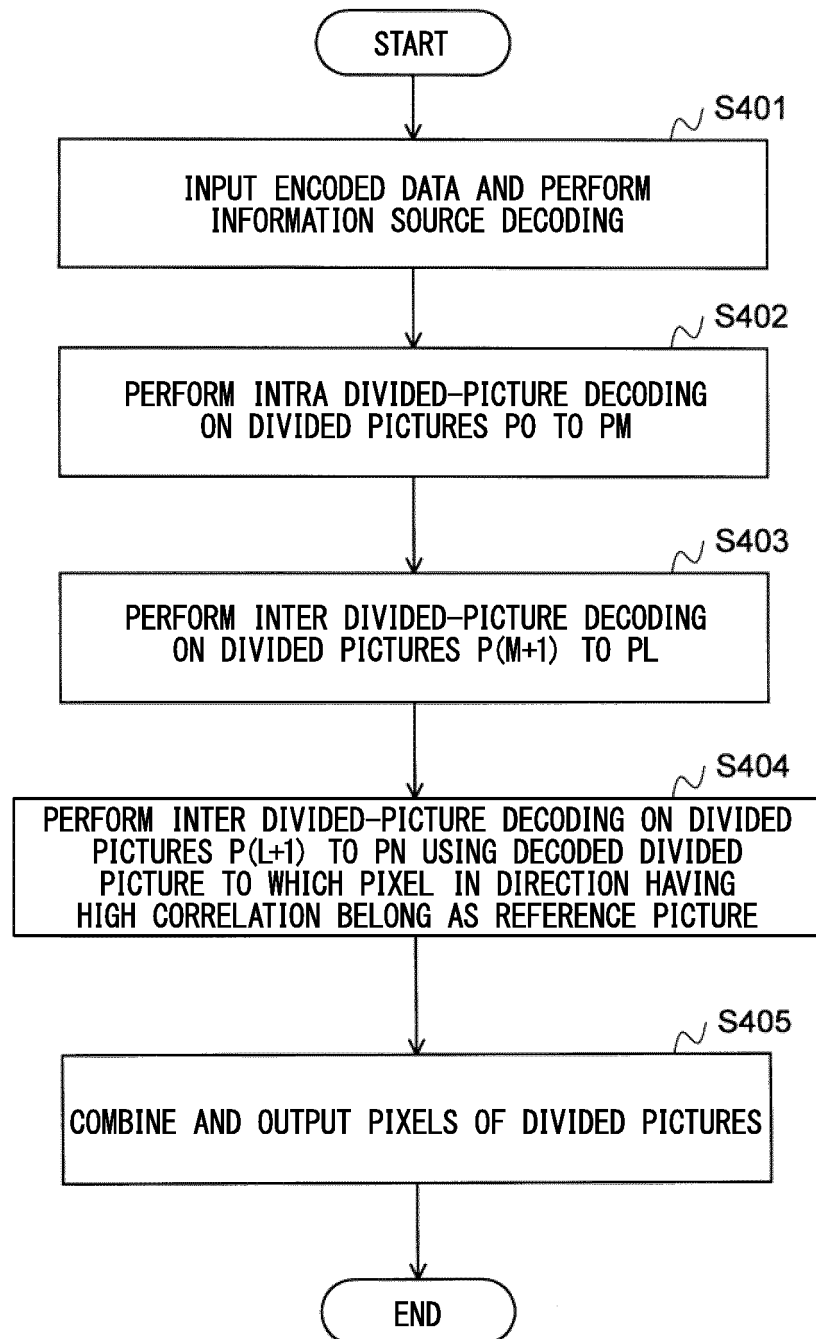 START
S401
INPUT ENCODED DATA AND PERFORM
INFORMATION SOURCE DECODING
S402
PERFORM INTRA DIVIDED-PICTURE DECODING
ON DIVIDED PICTURES P0 TO PM
S403
PERFORM INTER DIVIDED-PICTURE DECODING
ON DIVIDED PICTURES P(M+1) TO PL
S404
PERFORM INTER DIVIDED-PICTURE DECODING ON DIVIDED
PICTURES P(L+1) TO PN USING DECODED DIVIDED
PICTURE TO WHICH PIXEL IN DIRECTION HAVING
HIGH CORRELATION BELONG AS REFERENCE PICTURE
S405
COMBINE AND OUTPUT PIXELS OF DIVIDED PICTURES
END